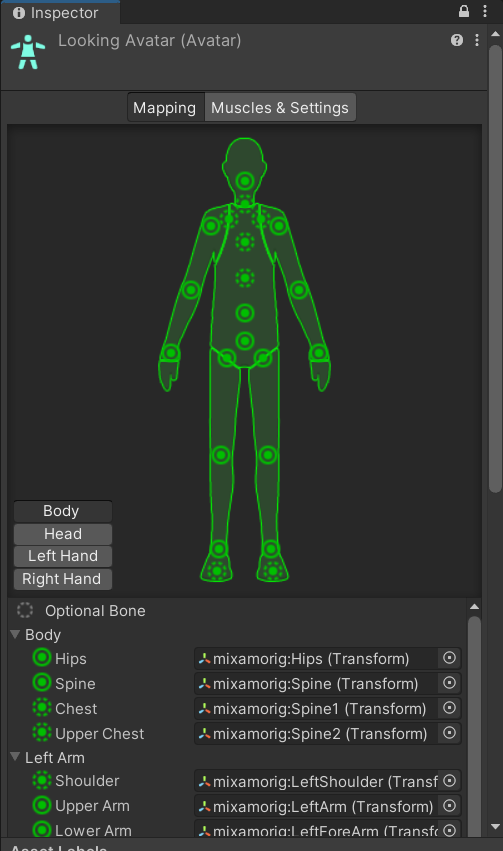 Inspector
Looking Avatar (Avatar)
Mapping Muscles & Settings
Body
Head
Left Hand
Right Hand
Optional Bone
Body
Hips mixamorig:Hips (Transform)
Spine mixamorig:Spine (Transform)
Chest mixamorig:Spine1 (Transform)
Upper Chest mixamorig:Spine2 (Transform)
Left Arm
Shoulder mixamorig:LeftShoulder (Transf
Upper Arm mixamorig:LeftArm (Transform)
Lower Arm mixamorig:LeftForeArm (Transfo
Asset Labels